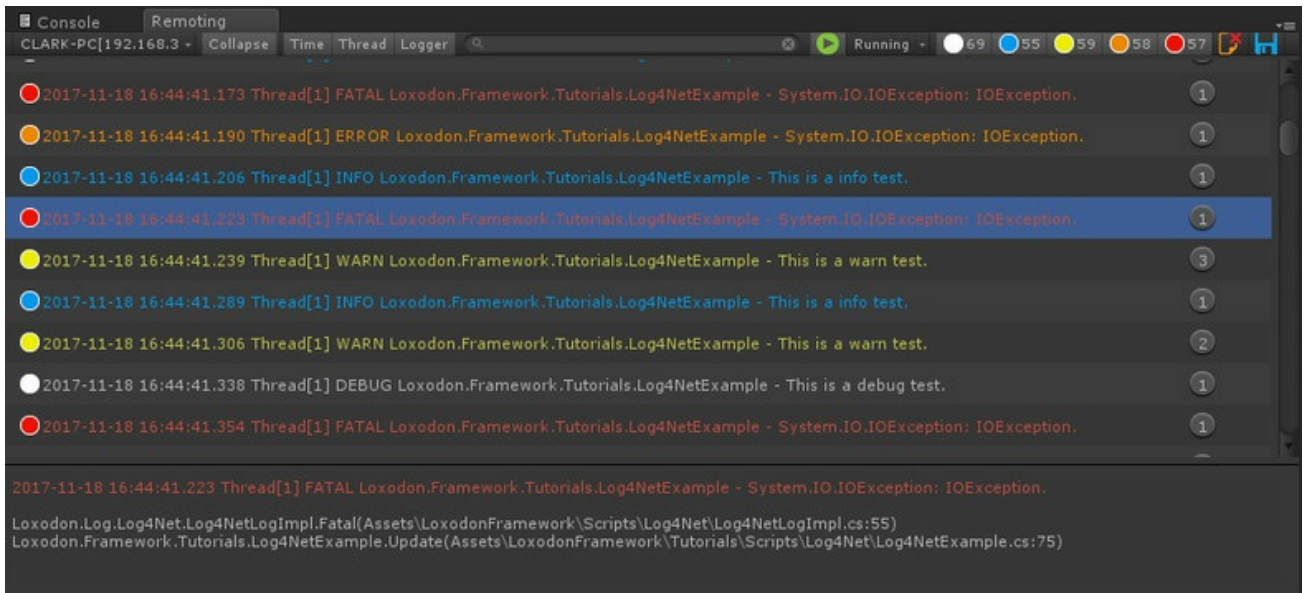 Console Remoting
CLARK-PC[192.168.3 Collapse Time Thread Logger Running 69 55 59 58 57
2017-11-18 16:44:41.173 Thread[1] FATAL Loxodon.Framework.Tutorials.Log4NetExample - System.IO.IOException: IOException. 1
2017-11-18 16:44:41.190 Thread[1] ERROR Loxodon.Framework.Tutorials.Log4NetExample - System.IO.IOException: IOException. 1
2017-11-18 16:44:41.206 Thread[1] INFO Loxodon.Framework.Tutorials.Log4NetExample - This is a info test. 1
2017-11-18 16:44:41.223 Thread[1] FATAL Loxodon.Framework.Tutorials.Log4NetExample - System.IO.IOException: IOException. 1
2017-11-18 16:44:41.239 Thread[1] WARN Loxodon.Framework.Tutorials.Log4NetExample - This is a warn test. 3
2017-11-18 16:44:41.289 Thread[1] INFO Loxodon.Framework.Tutorials.Log4NetExample - This is a info test. 1
2017-11-18 16:44:41.306 Thread[1] WARN Loxodon.Framework.Tutorials.Log4NetExample - This is a warn test. 2
2017-11-18 16:44:41.338 Thread[1] DEBUG Loxodon.Framework.Tutorials.Log4NetExample - This is a debug test. 1
2017-11-18 16:44:41.354 Thread[1] FATAL Loxodon.Framework.Tutorials.Log4NetExample - System.IO.IOException: IOException. 1
2017-11-18 16:44:41.223 Thread[1] FATAL Loxodon.Framework.Tutorials.Log4NetExample - System.IO.IOException: IOException.
Loxodon.Log.Log4Net.Log4NetLogImpl.Fatal(Assets\LoxodonFramework\Scripts\Log4Net\Log4NetLogImpl.cs:55)
Loxodon.Framework.Tutorials.Log4NetExample.Update(Assets\LoxodonFramework\Tutorials\Scripts\Log4Net\Log4NetExample.cs:75)